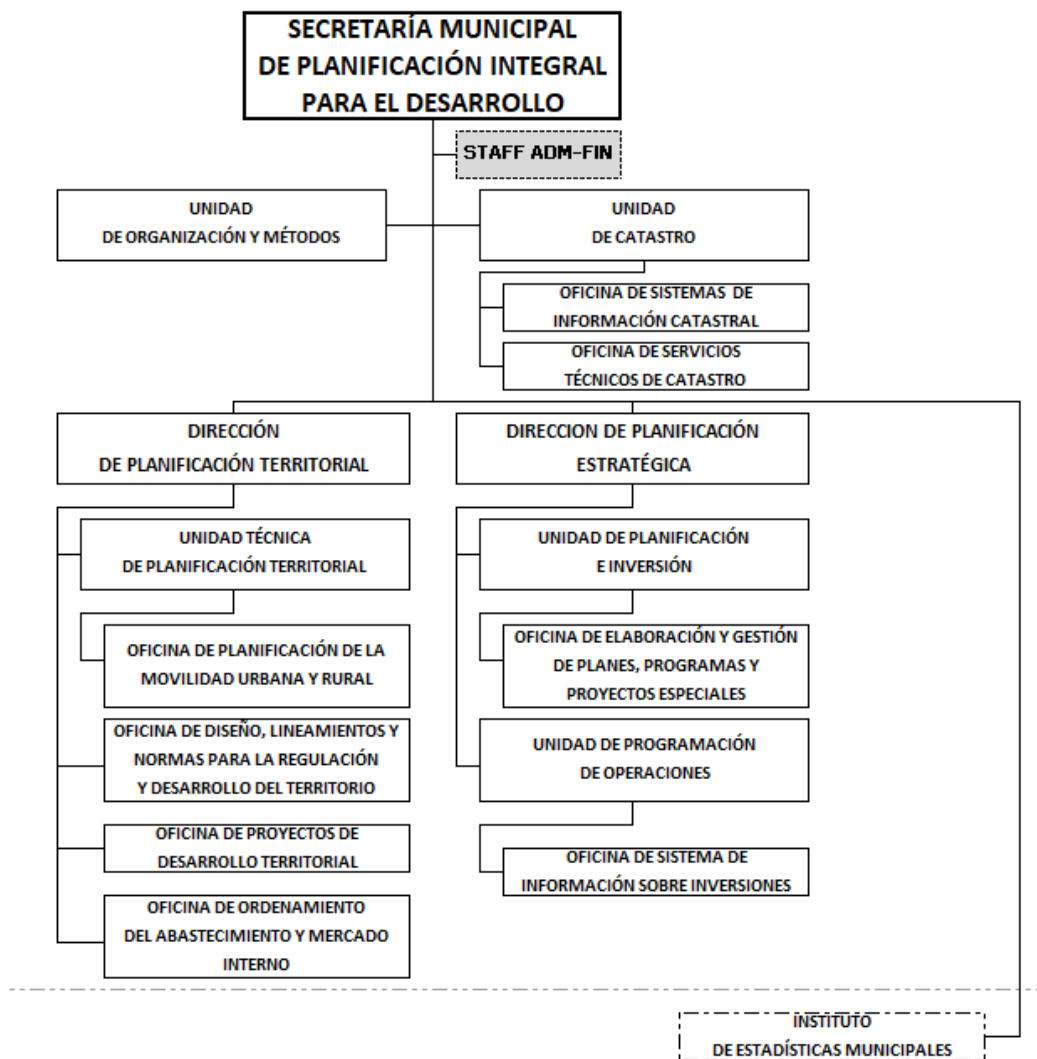 SECRETARÍA MUNICIPAL
DE PLANIFICACIÓN INTEGRAL
PARA EL DESARROLLO
STAFF ADM-FIN
UNIDAD
DE ORGANIZACIÓN Y MÉTODOS
UNIDAD
DE CATASTRO
OFICINA DE SISTEMAS DE
INFORMACIÓN CATASTRAL
OFICINA DE SERVICIOS
TÉCNICOS DE CATASTRO
DIRECCIÓN
DE PLANIFICACIÓN TERRITORIAL
UNIDAD TÉCNICA
DE PLANIFICACIÓN TERRITORIAL
OFICINA DE PLANIFICACIÓN DE LA
MOVILIDAD URBANA Y RURAL
OFICINA DE DISEÑO, LINEAMIENTOS Y
NORMAS PARA LA REGULACIÓN
Y DESARROLLO DEL TERRITORIO
OFICINA DE PROYECTOS DE
DESARROLLO TERRITORIAL
OFICINA DE ORDENAMIENTO
DEL ABASTECIMIENTO Y MERCADO
INTERNO
DIRECCION DE PLANIFICACIÓN
ESTRATÉGICA
UNIDAD DE PLANIFICACIÓN
E INVERSIÓN
OFICINA DE ELABORACIÓN Y GESTIÓN
DE PLANES, PROGRAMAS Y
PROYECTOS ESPECIALES
UNIDAD DE PROGRAMACIÓN
DE OPERACIONES
OFICINA DE SISTEMA DE
INFORMACIÓN SOBRE INVERSIONES
INSTITUTO
DE ESTADÍSTICAS MUNICIPALES